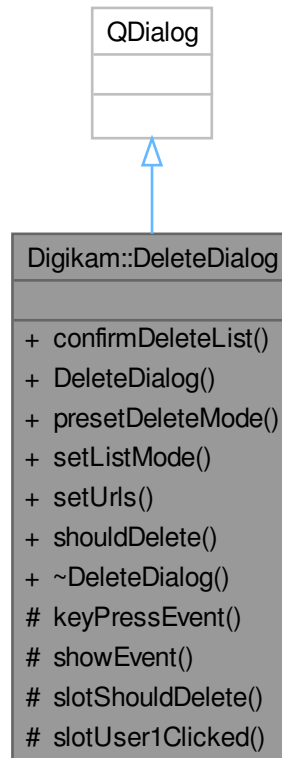 QDialog
Digikam::DeleteDialog
+ confirmDeleteList()
+ DeleteDialog()
+ presetDeleteMode()
+ setListMode()
+ setUrls()
+ shouldDelete()
+ ~DeleteDialog()
# keyPressEvent()
# showEvent()
# slotShouldDelete()
# slotUser1Clicked()